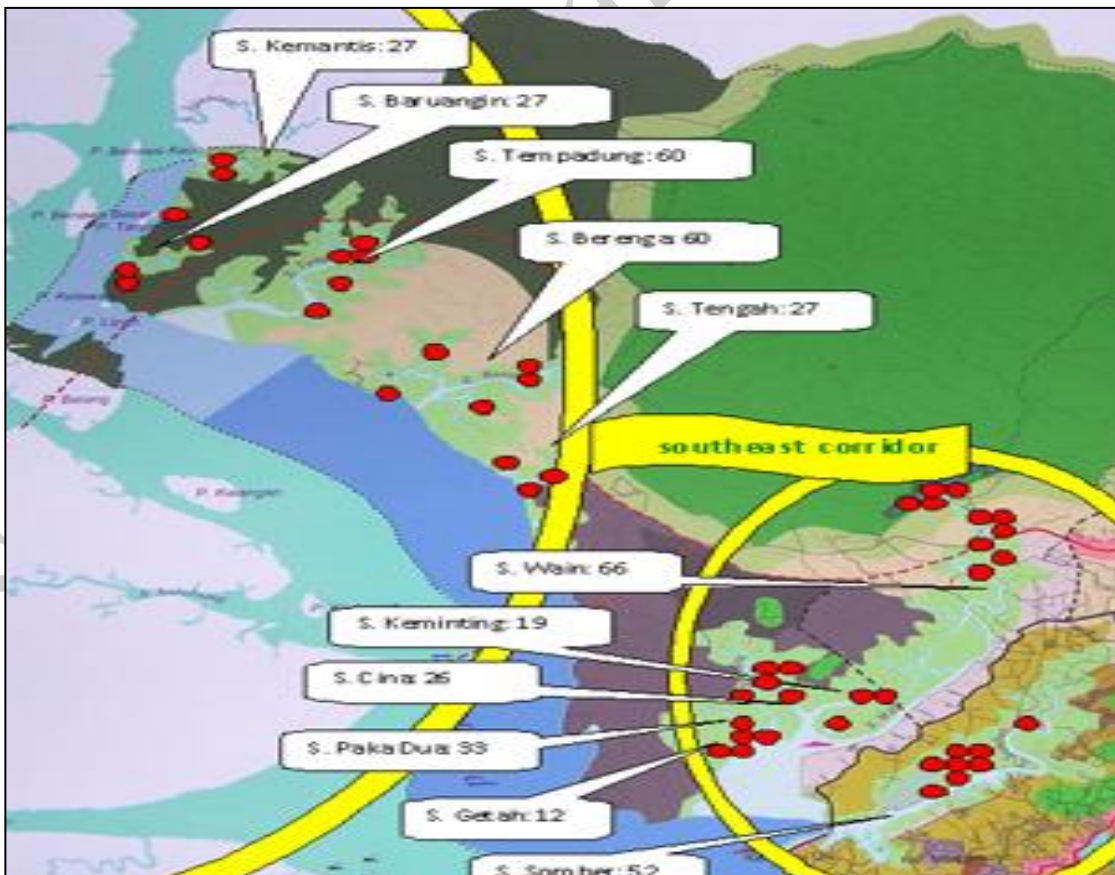 S. Kemantis: 27
S. Baruangin: 27
S. Tempadung: 60
S. Berenga: 60
S. Tengah: 27
southeast corridor
S. Wain: 66
S. Keminting: 19
S. Cina: 26
S. Paka Dua: 33
S. Getah: 12
S. Somber: 52
P. Kwangan